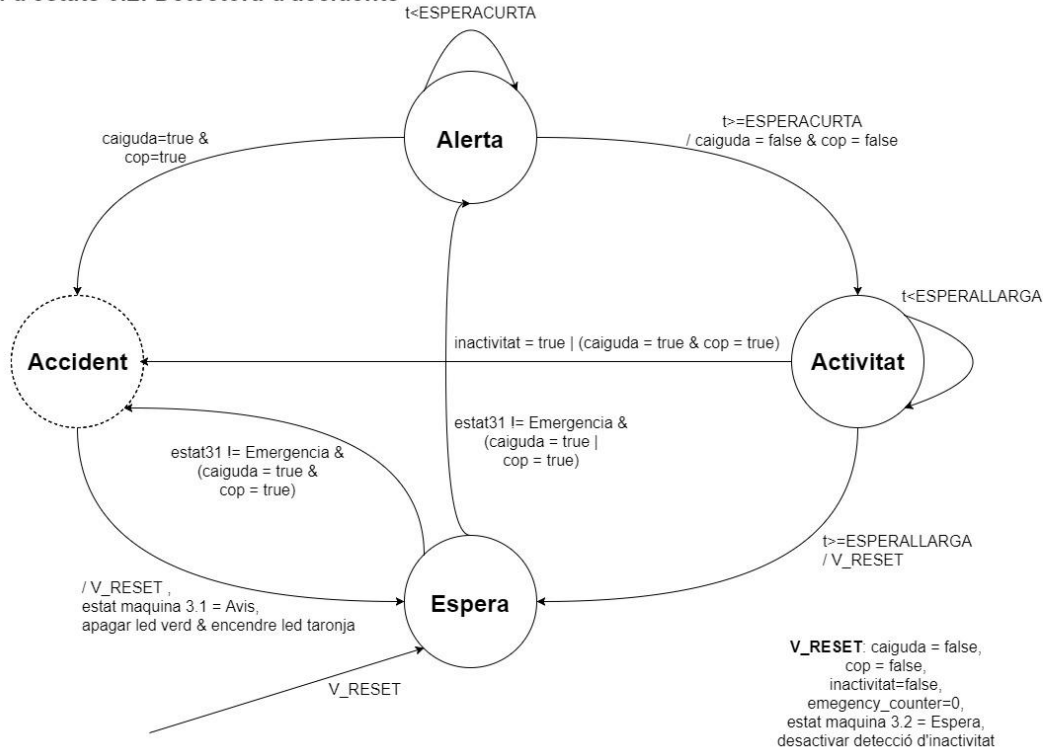 t<ESPERACURTA
Alerta
caiguda=true &
cop=true
t>=ESPERACURTA
/ caiguda = false & cop = false
t<ESPERALLARGA
Accident
inactivitat = true | (caiguda = true & cop = true)
Activitat
estat31 != Emergencia &
(caiguda = true &
cop = true)
estat31 != Emergencia &
(caiguda = true |
cop = true)
t>=ESPERALLARGA
/ V_RESET
/ V_RESET ,
estat maquina 3.1 = Avis,
apagar led verd & encendre led taronja
Espera
V_RESET
V_RESET: caiguda = false,
cop = false,
inactivitat=false,
emegency_counter=0,
estat maquina 3.2 = Espera,
desactivar detecció d'inactivitat